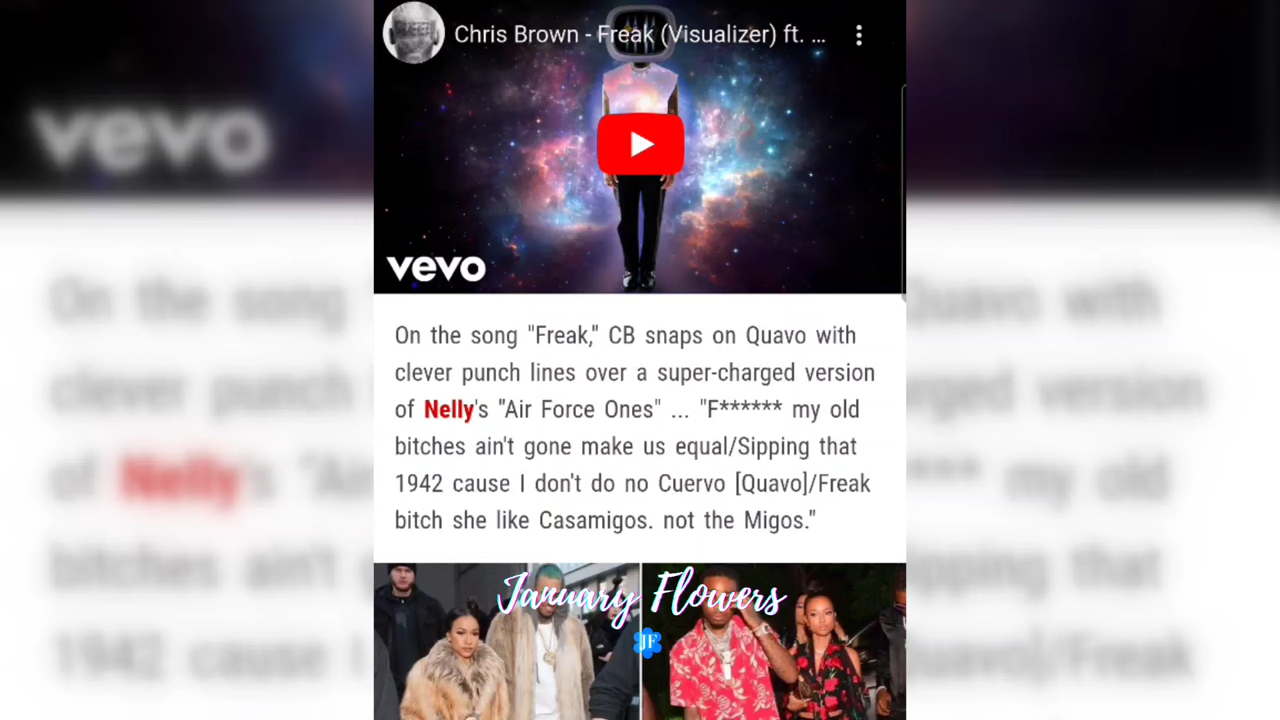 Chris Brown - Freak (Visualizer) ft. ...
vevo
vevo
On the song "Freak," CB snaps on Quavo with
clever punch lines over a super-charged version
of Nelly's "Air Force Ones" ... "F****** my old
bitches ain't gone make us equal/Sipping that
1942 cause I don't do no Cuervo [Quavo]/Freak
bitch she like Casamigos. not the Migos."
January Flowers
JF